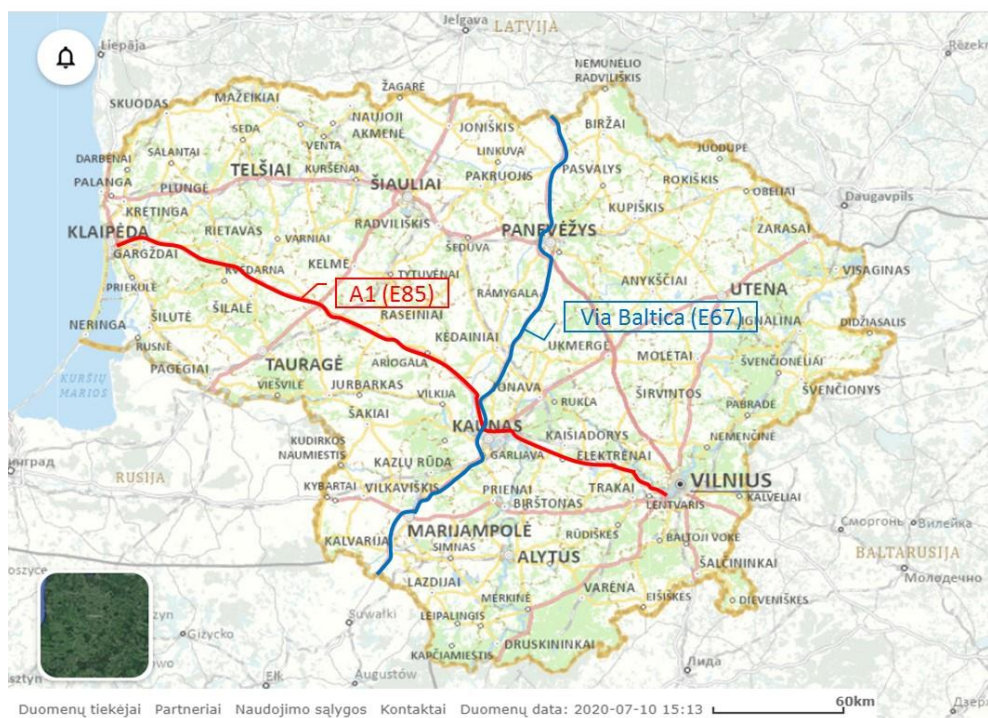 Jelgava
LATVIJA
Liepāja
Rēzek
NEMUNĖLIO
RADVILIŠKIS
ŽAGARĖ
SKUODAS
MAŽEIKIAI
NAUJOJI
AKMENĖ
JONIŠKIS
BIRŽAI
SEDA
VENTA
LINKUVA
JUODUPĖ
DARBĖNAI
SALANTAI
TELŠIAI
KURŠĖNAI
PAKRUOJIS
PASVALYS
ROKIŠKIS
PALANGA
PLUNGĖ
ŠIAULIAI
OBELIAI
Daugavpils
KRETINGA
RADVILIŠKIS
KUPIŠKIS
KLAIPĖDA
RIETAVAS
VARNIAI
ŠEDUVA
PANEVĖŽYS
ZARASAI
GARGŽDAI
KVĖDARNA
KELMĖ
TYTUVĖNAI
ANYKŠČIAI
VISAGINAS
PRIEKULĖ
A1 (E85)
RAMYGALA
UTENA
NERINGA
ŠILUTĖ
ŠILALĖ
RASEINIAI
Via Baltica (E67)
IGNALINA
DŪKŠTAS
RUSNĖ
KĖDAINIAI
UKMERGĖ
MOLĖTAI
ŠVENČIONĖLIAI
PAGĖGIAI
TAURAGĖ
ARIOGALA
ŠVENČIONYS
KURŠIŲ
MARIOS
VIEŠVILĖ
JURBARKAS
VILKIJA
JONAVA
RUKLA
ŠIRVINTOS
PABRADĖ
ŠAKIAI
KAUNAS
NEMENČINĖ
KUDIRKOS
NAUMIESTIS
KAIŠIADORYS
RUSIJA
KAZLŲ RŪDA
GARLIAVA
ELEKTRĖNAI
VILNIUS
KYBARTAI
VILKAVIŠKIS
PRIENAI
TRAKAI
KALVELIAI
BIRŠTONAS
LENTVARIS
KALVARIJA
MARIJAMPOLĖ
RŪDIŠKĖS
BALTOJI VOKĖ
Сморгонь
Вилейка
SIMNAS
ALYTUS
BALTARUSIJA
LAZDIJAI
ŠALČININKAI
Молодечно
VARĖNA
MERKINĖ
EIŠIŠKĖS
DIEVENIŠKĖS
Suwałki
LEIPALINGIS
Giżycko
DRUSKININKAI
KAPČIAMIESTIS
Лида
Ełk
Augustów
Duomenų tiekėjai Partneriai Naudojimo sąlygos Kontaktai Duomenų data: 2020-07-10 15:13 60km